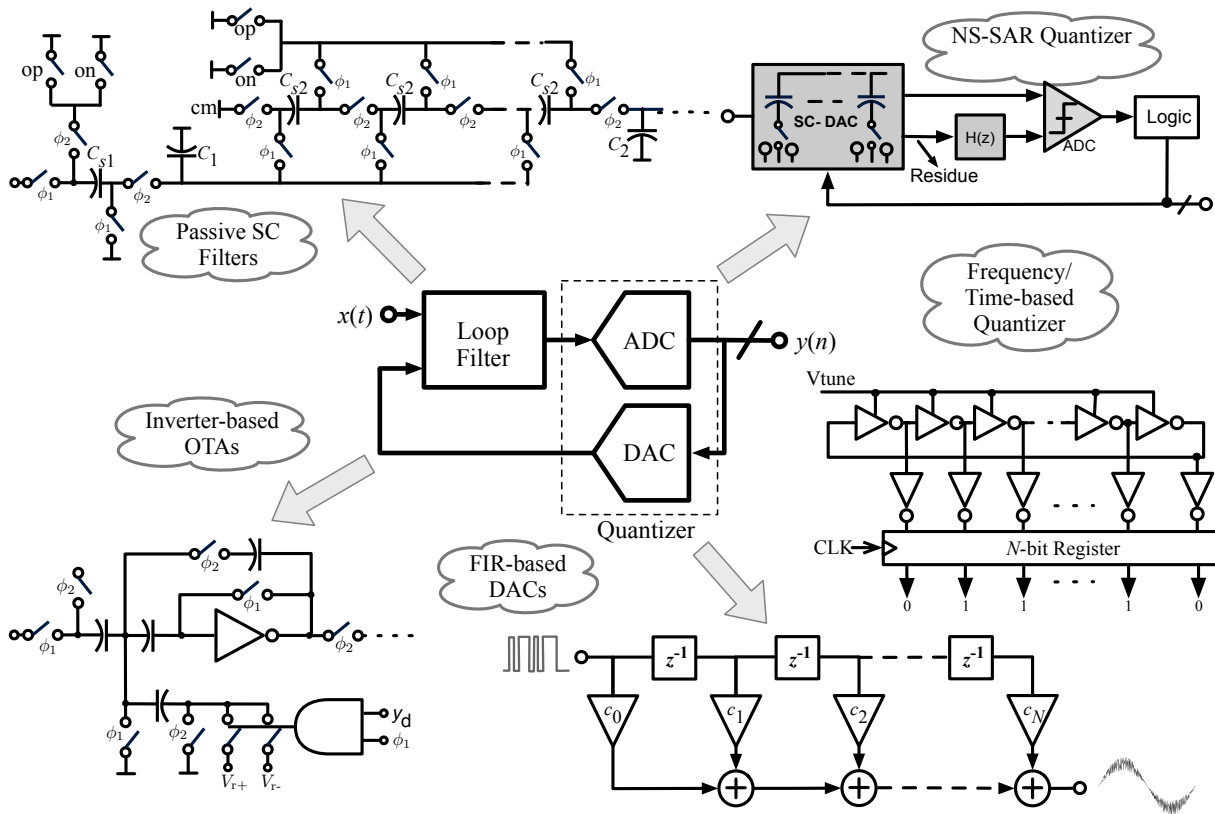 op
on
op
on
ϕ1
ϕ1
ϕ1
Cs2
Cs2
Cs2
cm
ϕ2
ϕ2
ϕ2
ϕ2
C2
ϕ2
Cs1
C1
ϕ1
ϕ1
ϕ1
ϕ1
ϕ2
ϕ1
Passive SC
Filters
NS-SAR Quantizer
SC- DAC
H(z)
ADC
Logic
Residue
x(t)
Loop
Filter
ADC
y(n)
DAC
Quantizer
Frequency/
Time-based
Quantizer
Vtune
CLK
N-bit Register
0 1 1 1 0
Inverter-based
OTAs
ϕ2
ϕ2
ϕ1
ϕ1
ϕ2
ϕ1
ϕ2
yd
ϕ1
Vr+
Vr-
FIR-based
DACs
z-1
z-1
z-1
c0
c1
c2
cN